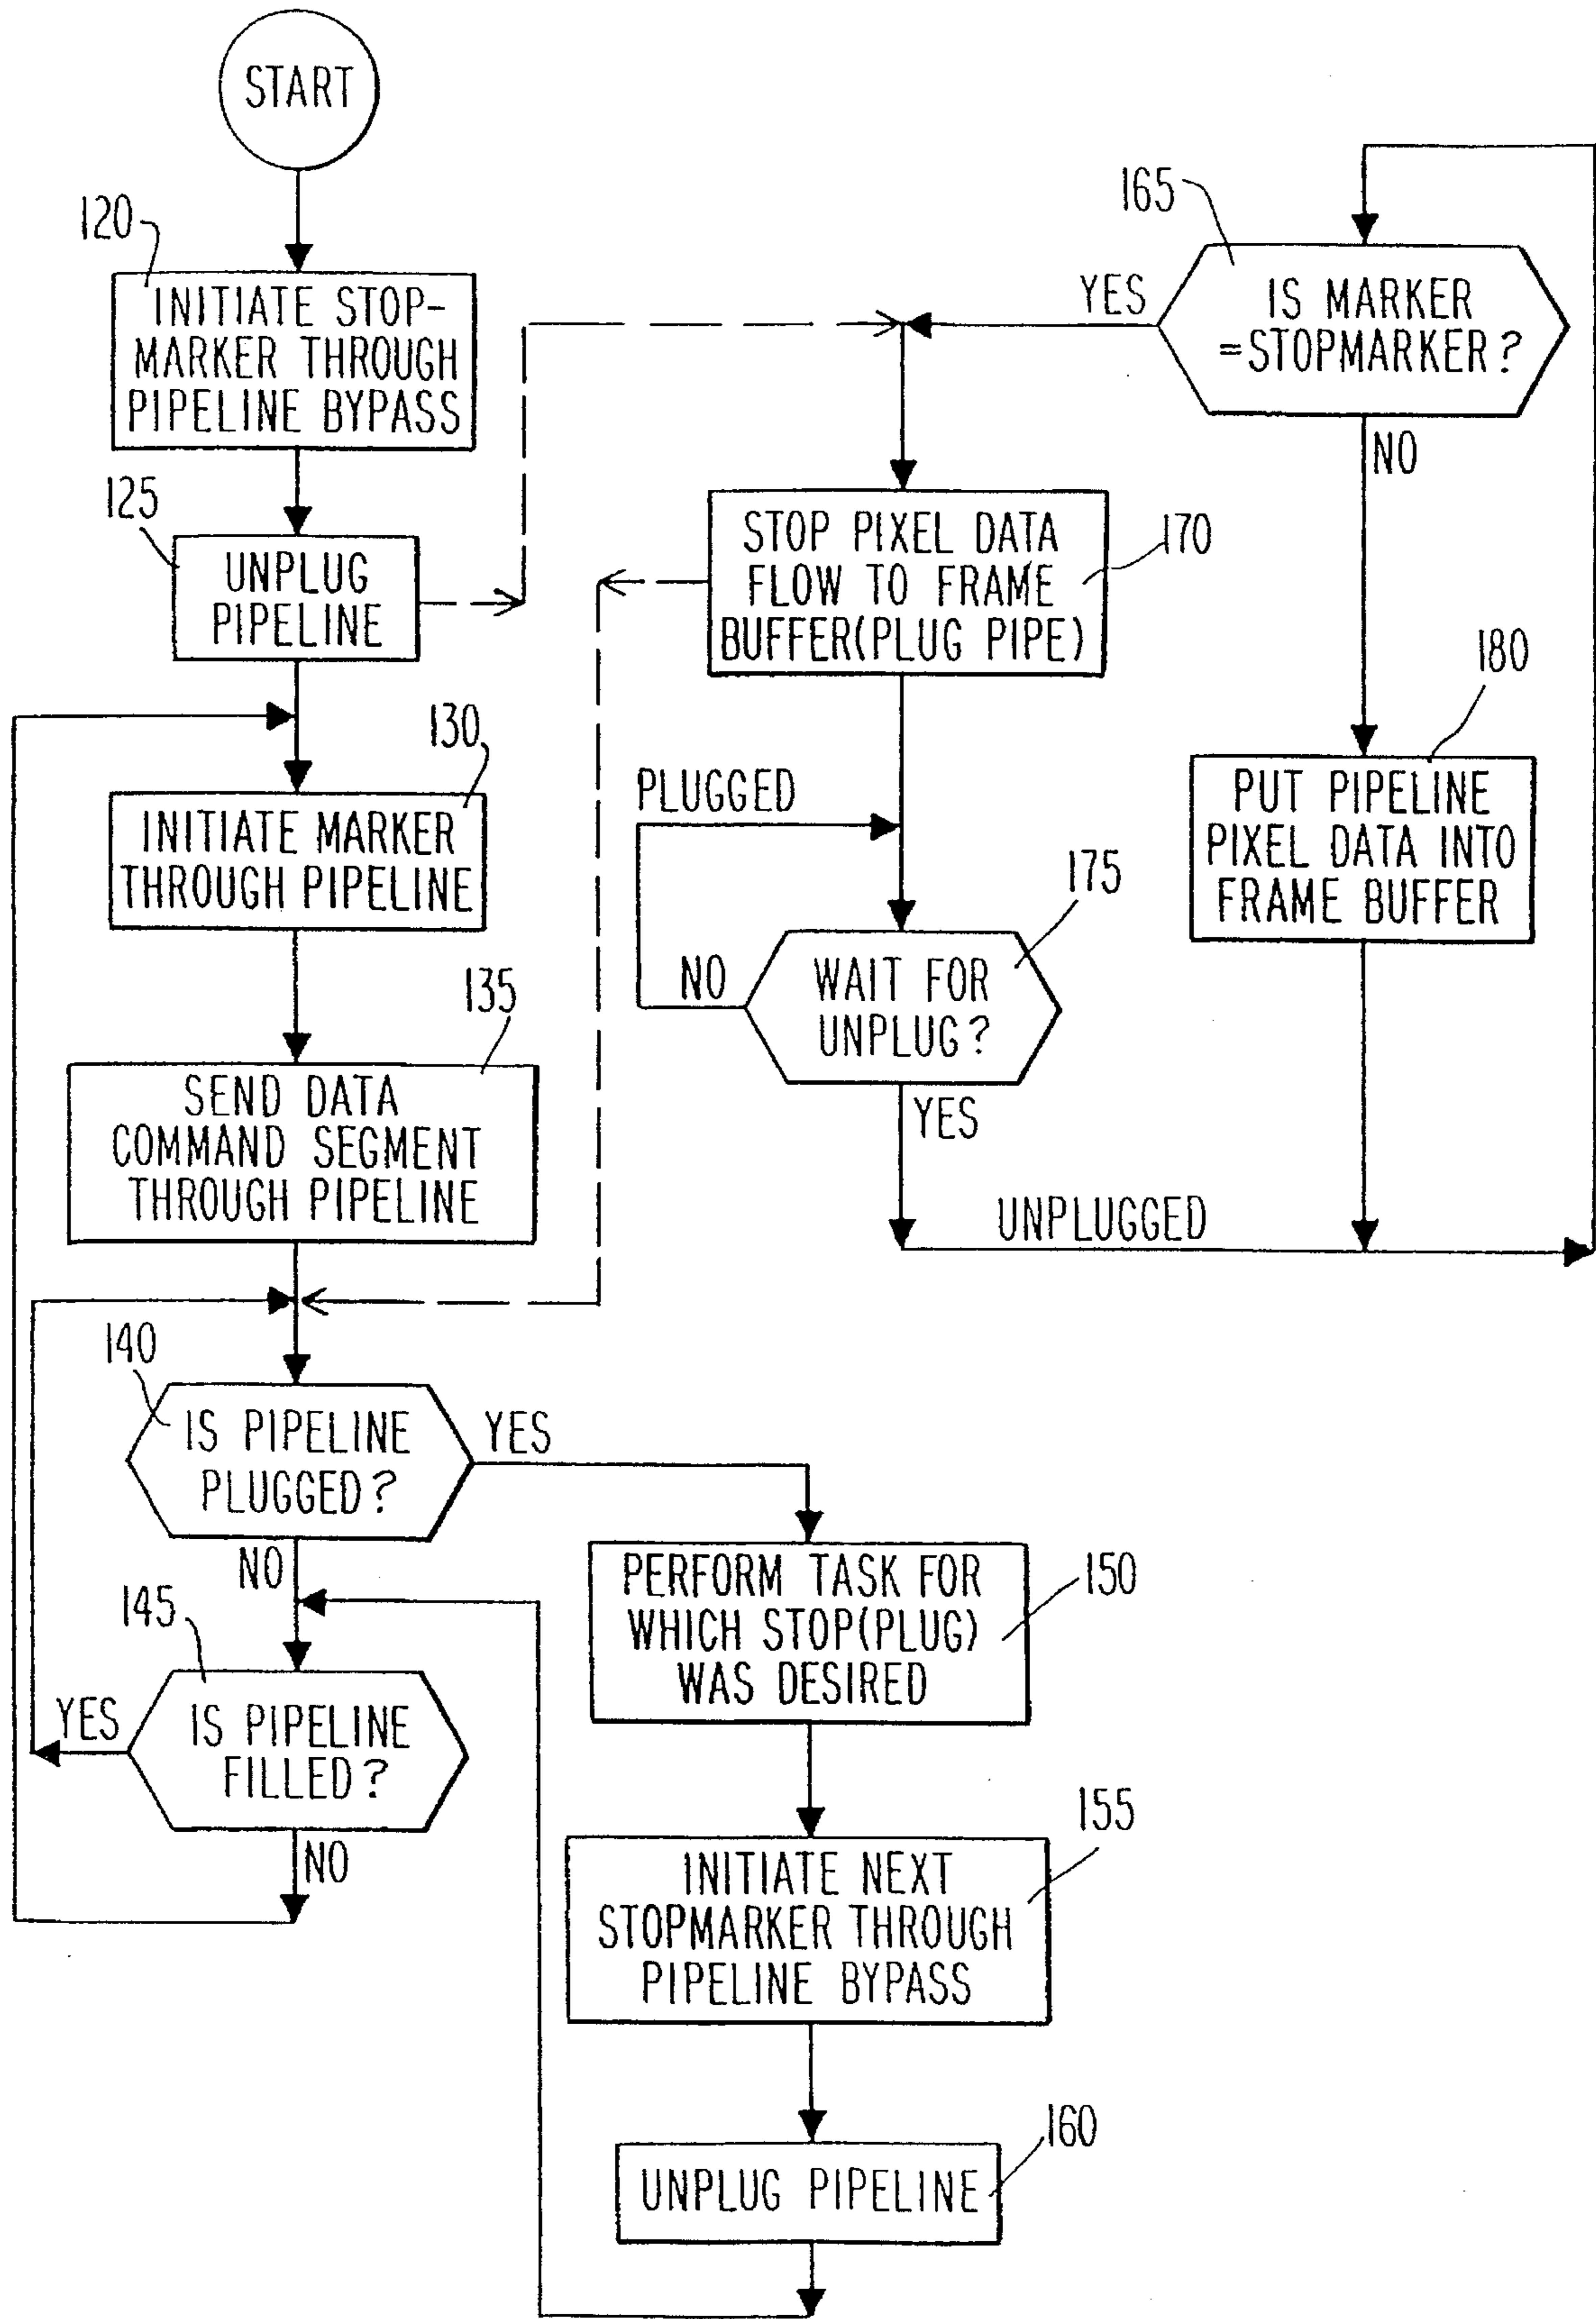 START
120
INITIATE STOP-
MARKER THROUGH
PIPELINE BYPASS
125
UNPLUG
PIPELINE
130
INITIATE MARKER
THROUGH PIPELINE
135
SEND DATA
COMMAND SEGMENT
THROUGH PIPELINE
140
IS PIPELINE
PLUGGED?
YES
NO
145
IS PIPELINE
FILLED?
YES
NO
150
PERFORM TASK FOR
WHICH STOP(PLUG)
WAS DESIRED
155
INITIATE NEXT
STOPMARKER THROUGH
PIPELINE BYPASS
160
UNPLUG PIPELINE
165
IS MARKER
=STOPMARKER?
YES
NO
170
STOP PIXEL DATA
FLOW TO FRAME
BUFFER(PLUG PIPE)
PLUGGED
175
WAIT FOR
UNPLUG?
NO
YES
UNPLUGGED
180
PUT PIPELINE
PIXEL DATA INTO
FRAME BUFFER